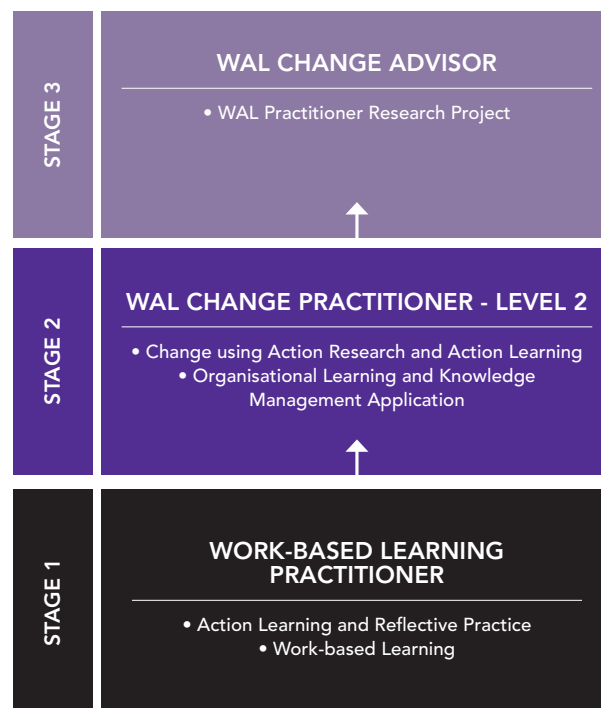 STAGE 3
WAL CHANGE ADVISOR
• WAL Practitioner Research Project
STAGE 2
WAL CHANGE PRACTITIONER - LEVEL 2
• Change using Action Research and Action Learning
• Organisational Learning and Knowledge
Management Application
STAGE 1
WORK-BASED LEARNING
PRACTITIONER
• Action Learning and Reflective Practice
• Work-based Learning